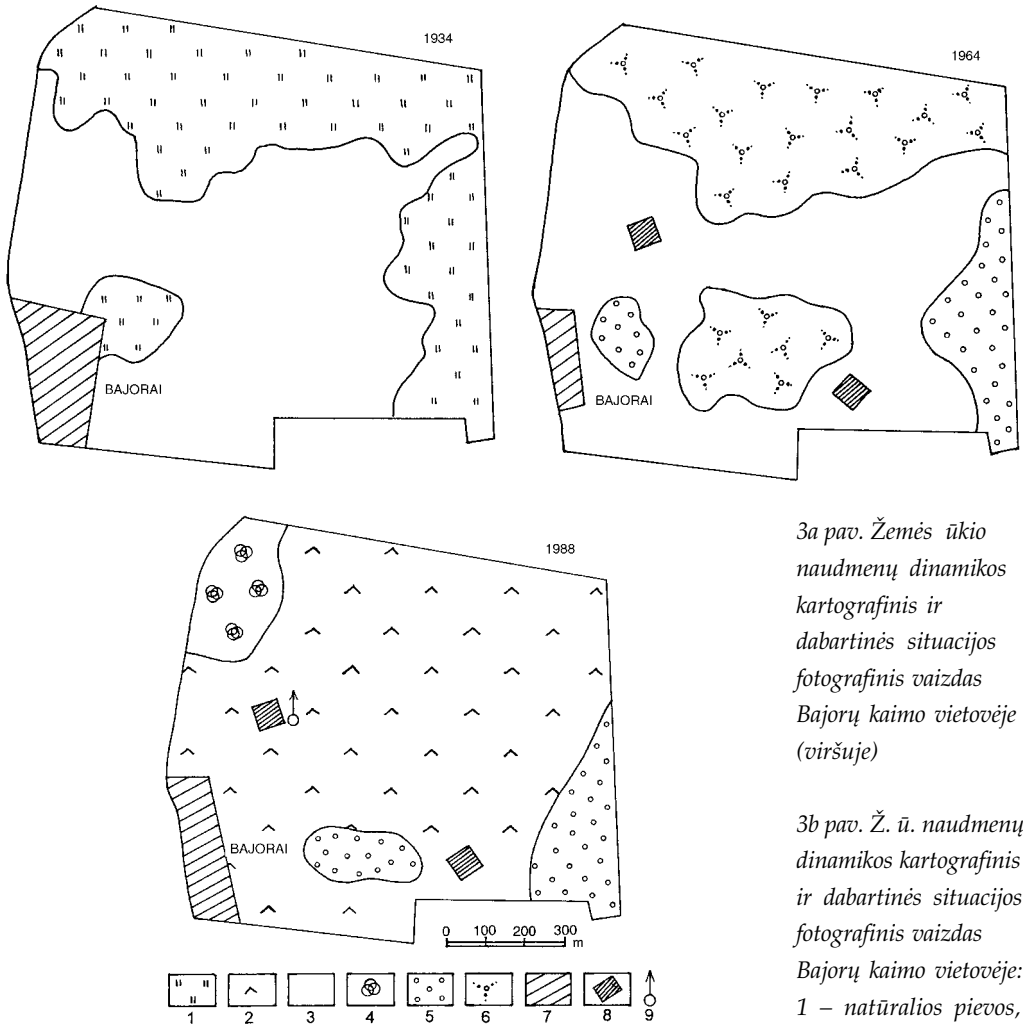 1934
BAJORAI
1964
BAJORAI
1988
BAJORAI
0 100 200 300
m
1 2 3 4 5 6 7 8 9
3a pav. Žemės ūkio
naudmenų dinamikos
kartografinis ir
dabartinės situacijos
fotografinis vaizdas
Bajorų kaimo vietovėje
(viršuje)
3b pav. Ž. ū. naudmenų
dinamikos kartografinis
ir dabartinės situacijos
fotografinis vaizdas
Bajorų kaimo vietovėje:
1 – natūralios pievos,